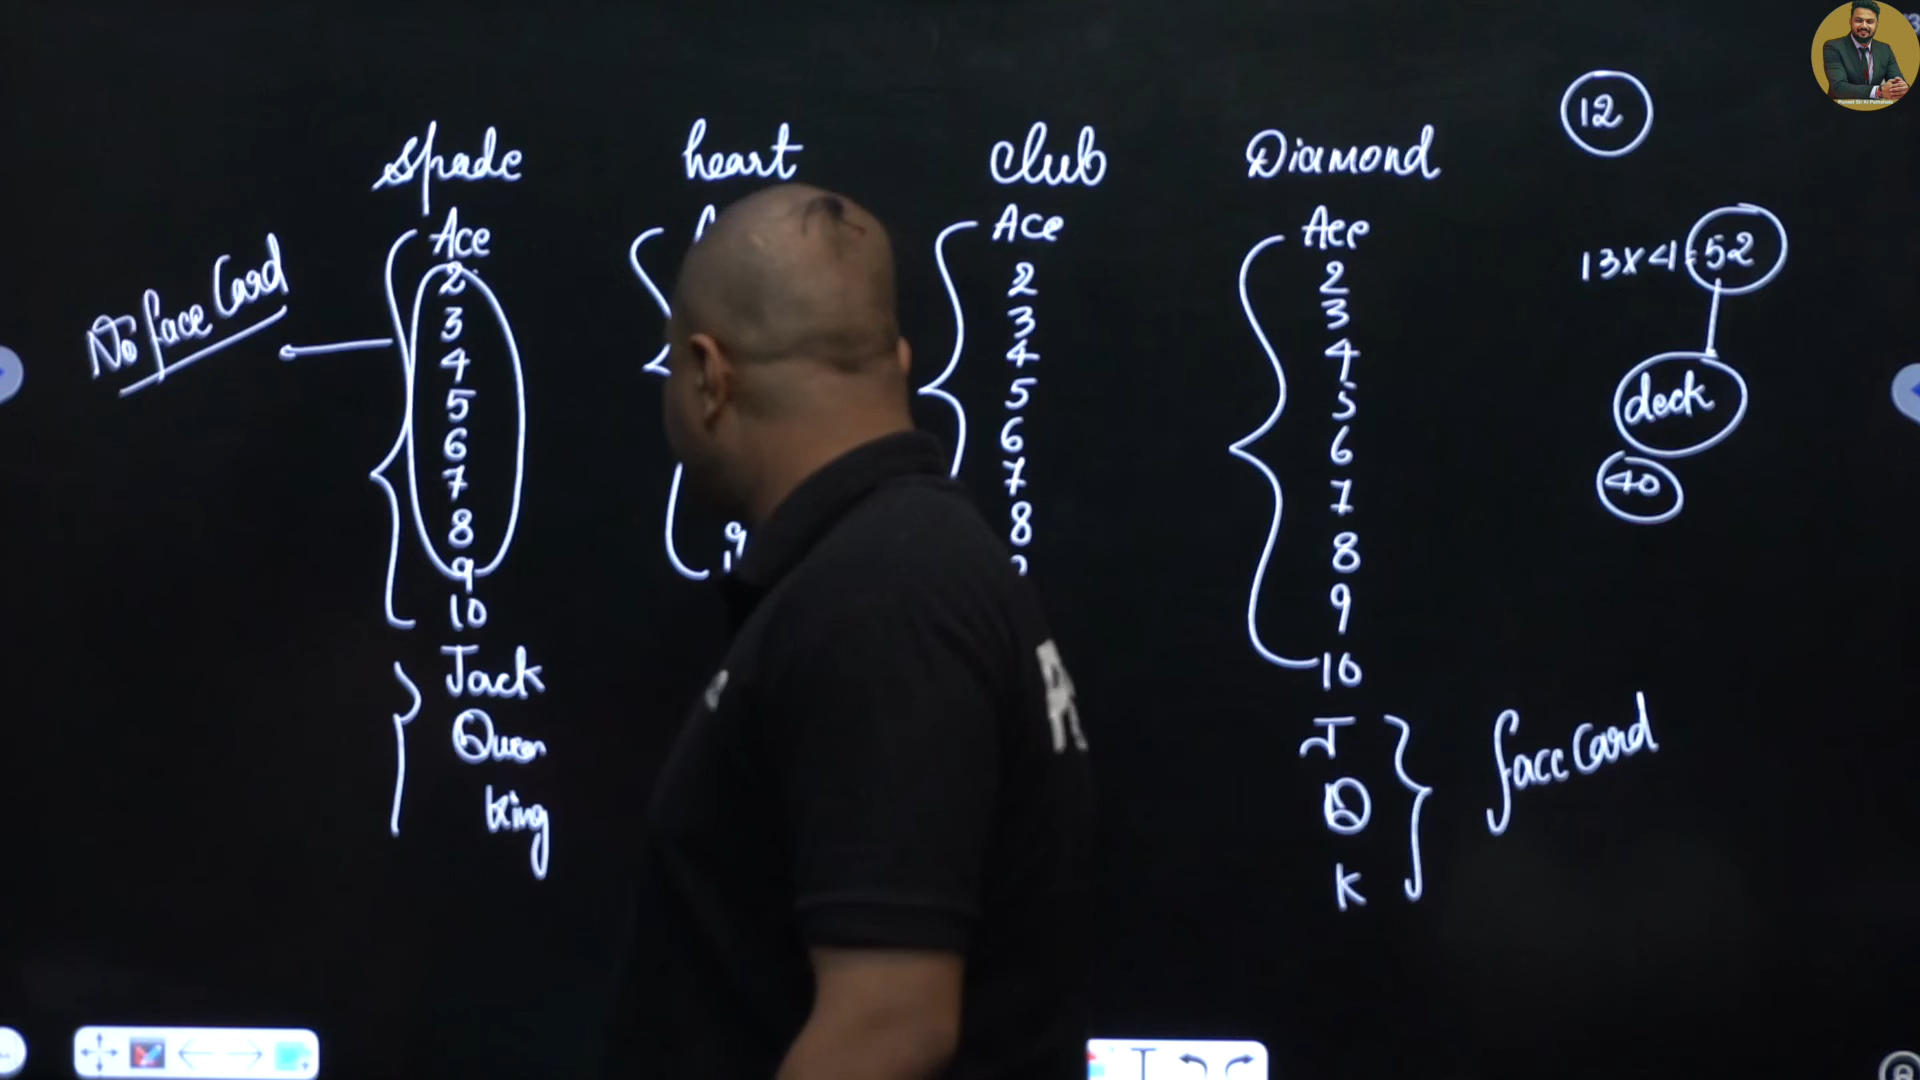 12
Spade heart Club Diamond
Ace Ace Ace
2 2 2
3 3 3
4 4 4
5 5 5
6 6 6
7 7 7
8 8 8
9 9 9
10 10
Jack J
Queen Q
King K
No face Card
13x4=52
deck
40
face Card